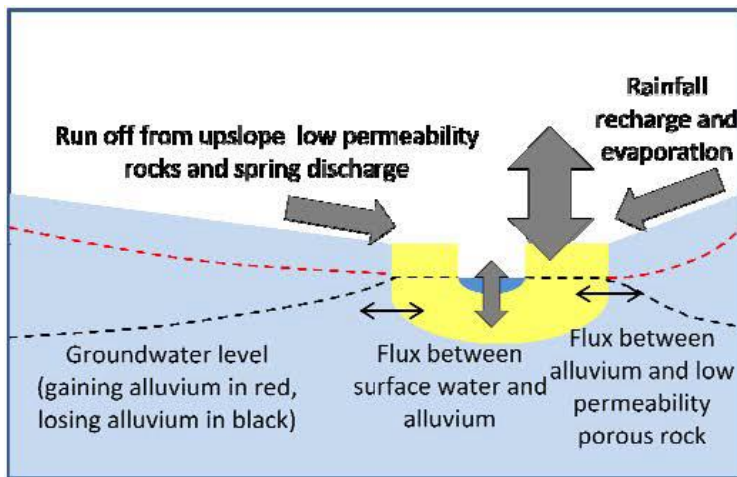 Rainfall
recharge and
evaporation
Run off from upslope low permeability
rocks and spring discharge
Groundwater level
(gaining alluvium in red,
losing alluvium in black)
Flux between
surface water and
alluvium
Flux between
alluvium and low
permeability
porous rock